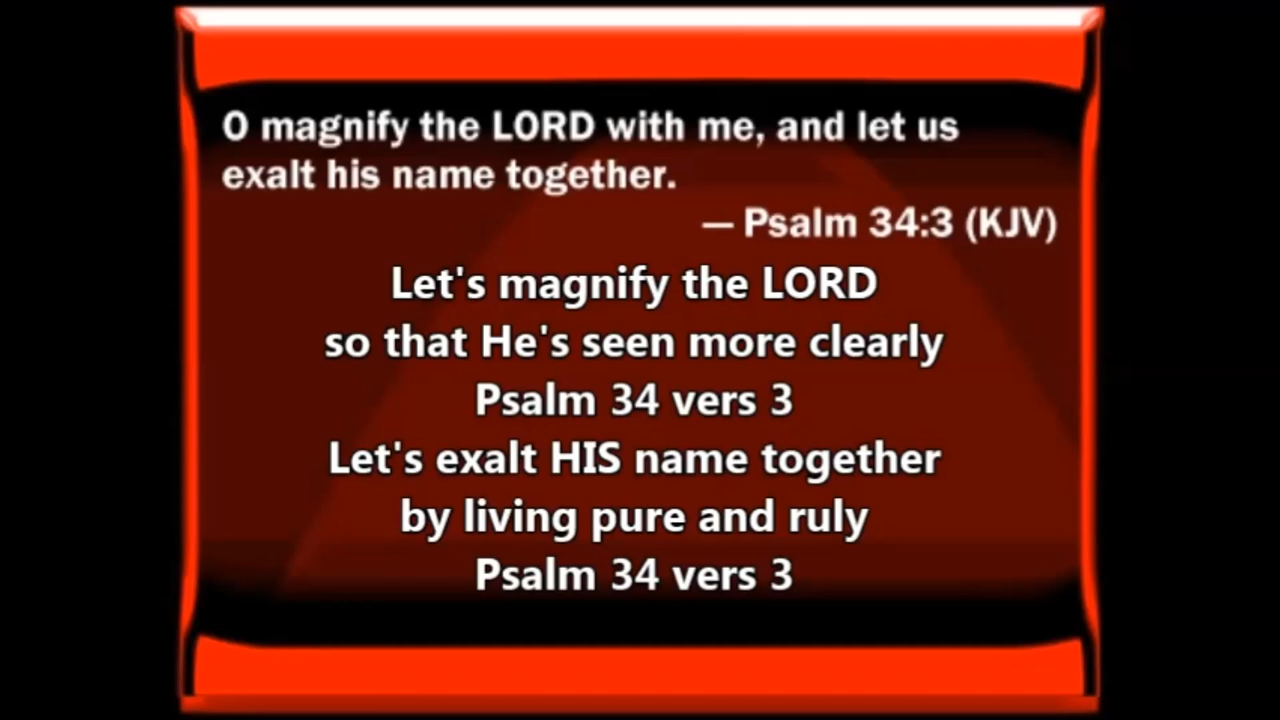 O magnify the LORD with me, and let us
exalt his name together.
— Psalm 34:3 (KJV)
Let's magnify the LORD
so that He's seen more clearly
Psalm 34 vers 3
Let's exalt HIS name together
by living pure and ruly
Psalm 34 vers 3